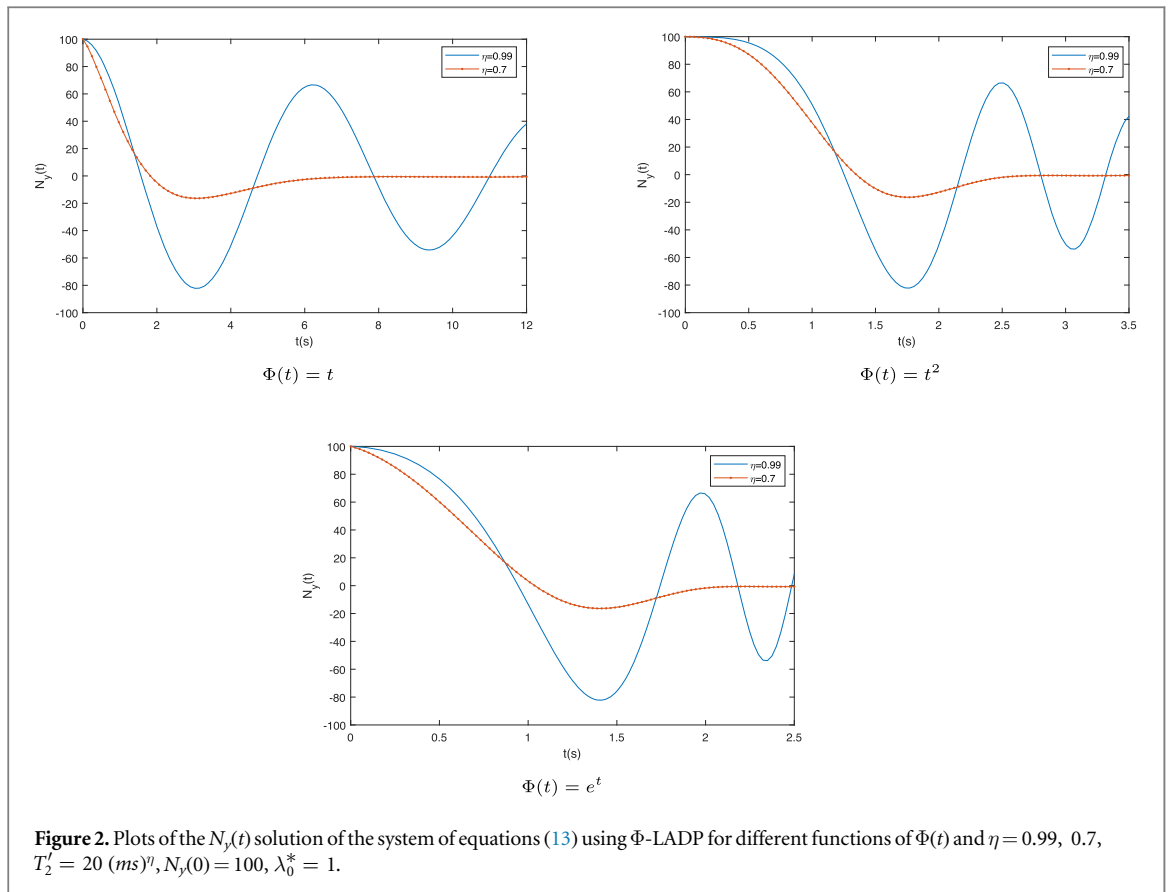 100
80
60
40
20
0
-20
-40
-60
-80
-100
N_y(t)
0 2 4 6 8 10 12
t(s)
η=0.99
η=0.7
Φ(t) = t
100
80
60
40
20
0
-20
-40
-60
-80
-100
N_y(t)
0 0.5 1 1.5 2 2.5 3 3.5
t(s)
η=0.99
η=0.7
Φ(t) = t²
100
80
60
40
20
0
-20
-40
-60
-80
-100
N_y(t)
0 0.5 1 1.5 2 2.5
t(s)
η=0.99
η=0.7
Φ(t) = eᵗ
Figure 2. Plots of the N_y(t) solution of the system of equations (13) using Φ-LADP for different functions of Φ(t) and η = 0.99, 0.7,
T₂′ = 20 (ms)^η, N_y(0) = 100, λ₀* = 1.